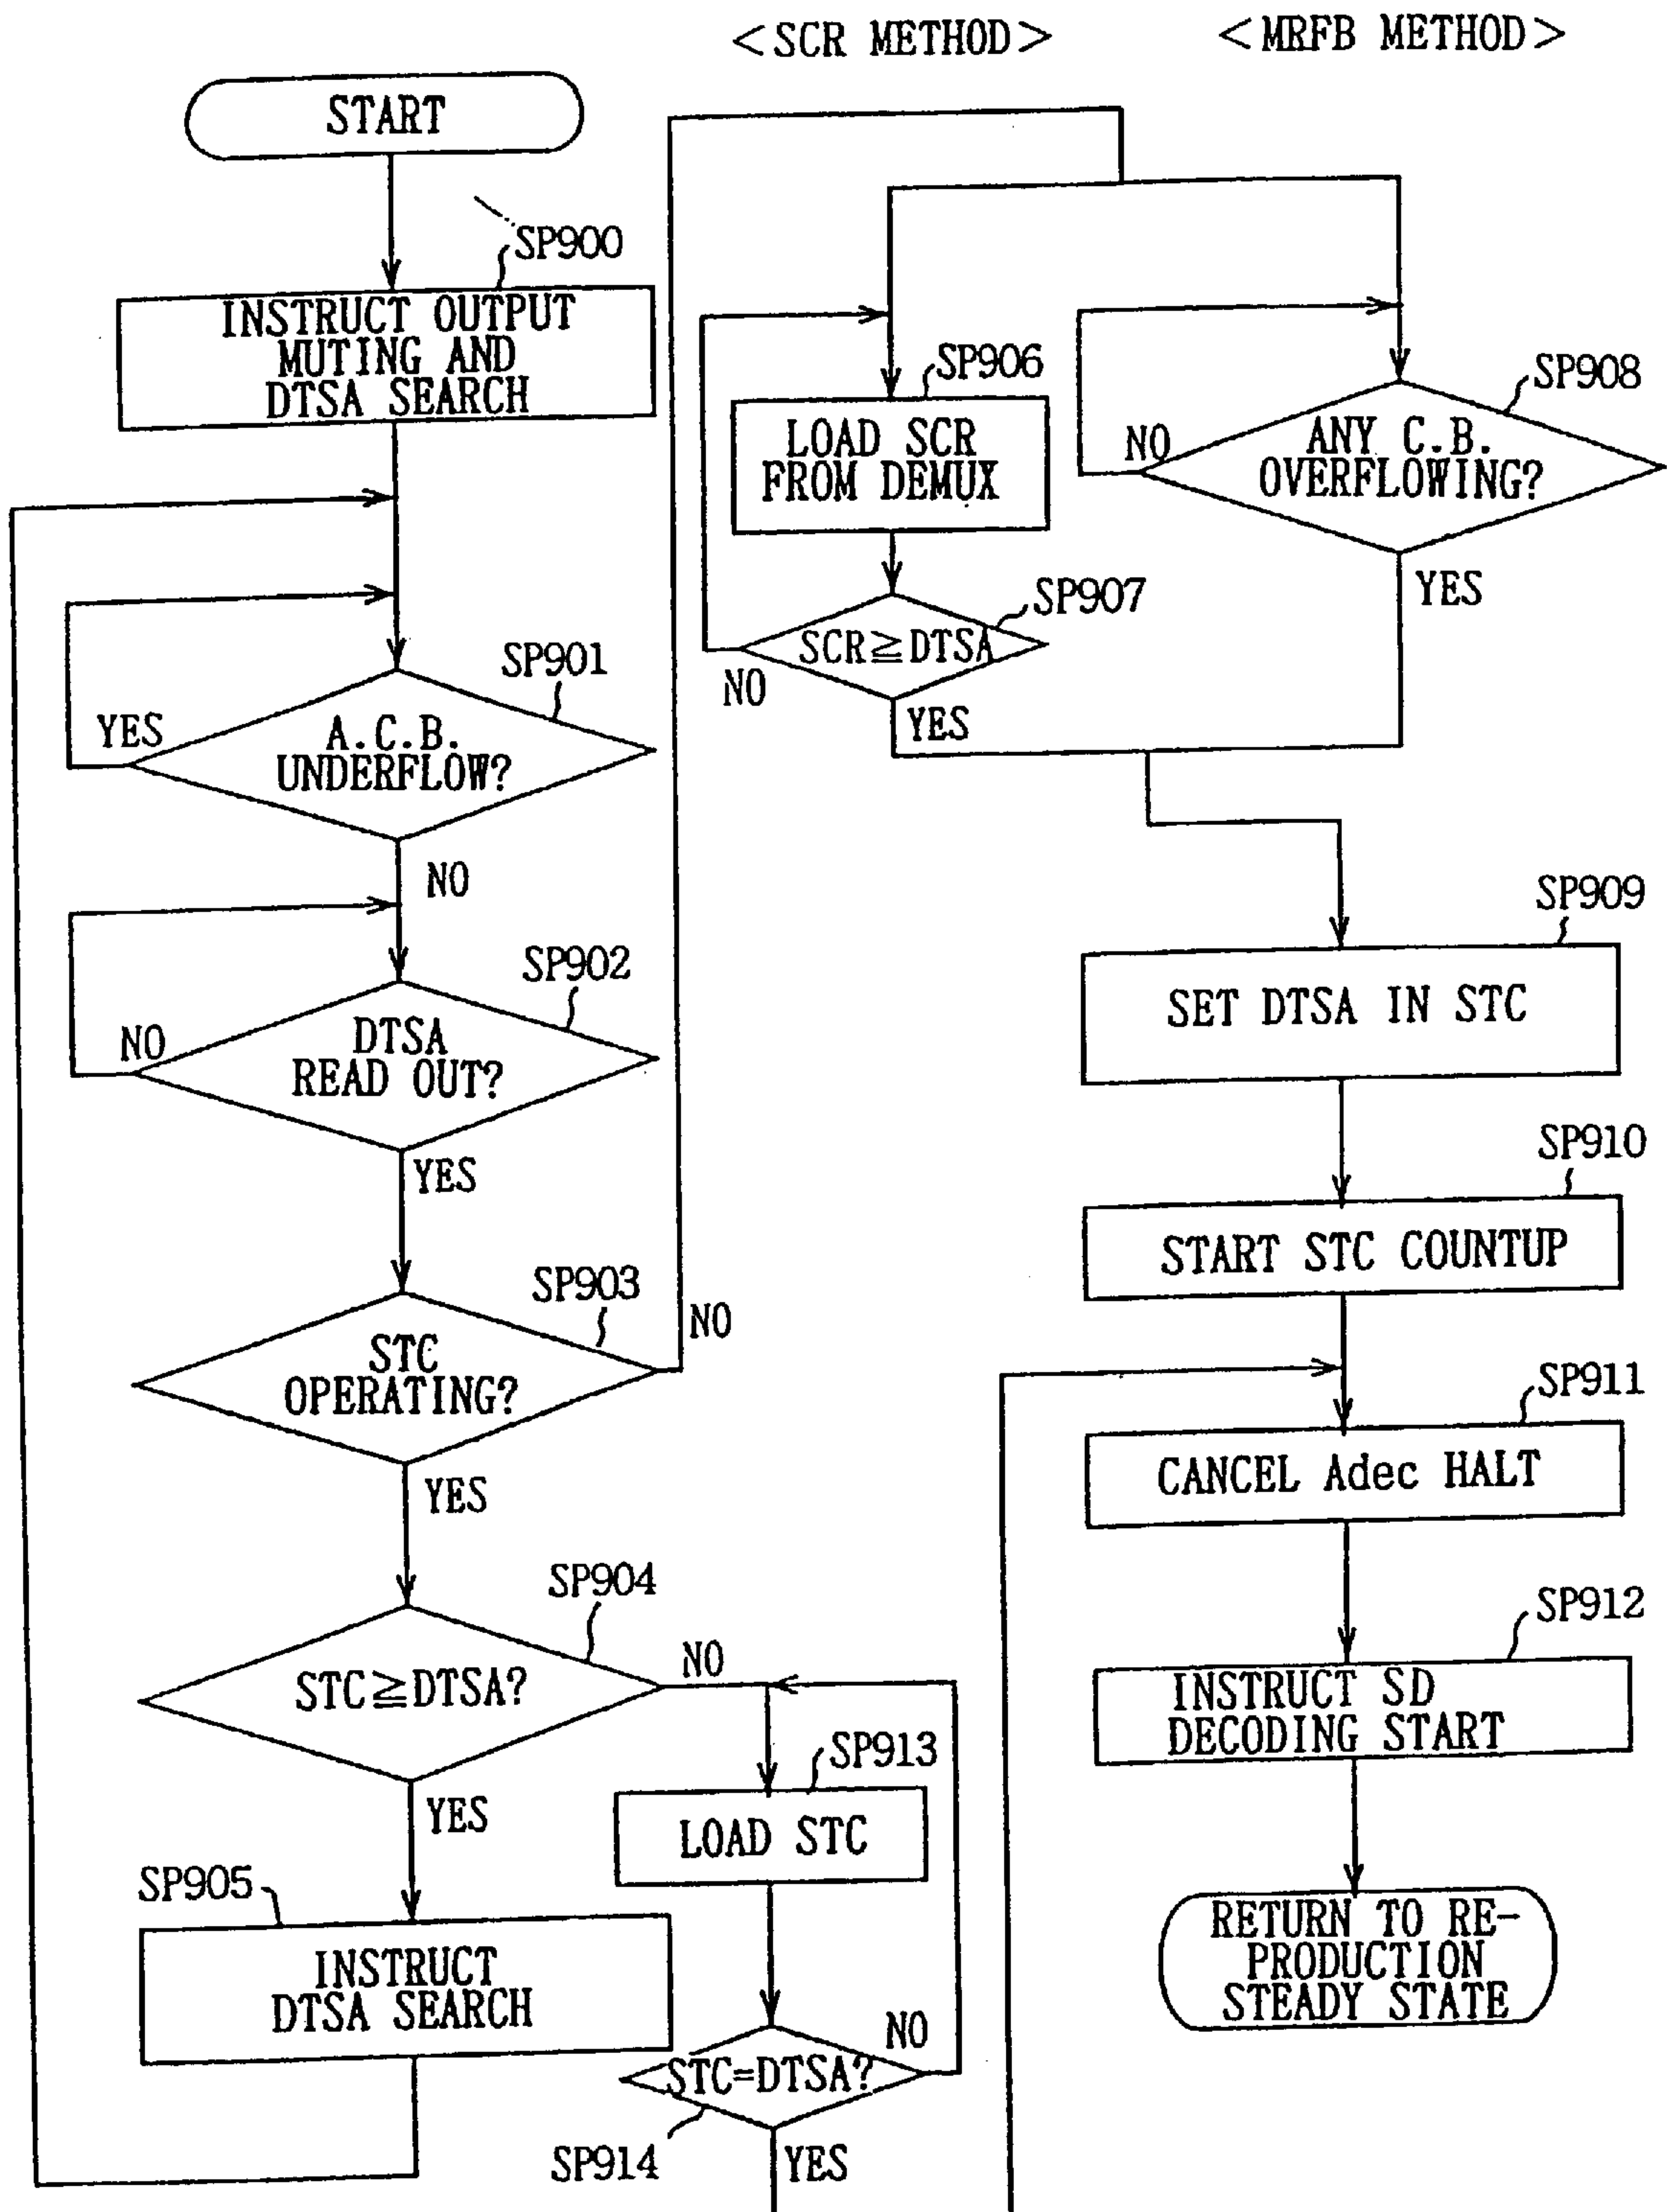 <SCR METHOD>
<MRFB METHOD>
START
SP900
INSTRUCT OUTPUT
MUTING AND
DTSA SEARCH
SP901
A.C.B.
UNDERFLOW?
YES
NO
SP902
DTSA
READ OUT?
NO
YES
SP903
STC
OPERATING?
NO
YES
SP904
STC≧DTSA?
NO
YES
SP905
INSTRUCT
DTSA SEARCH
SP913
LOAD STC
STC=DTSA?
NO
SP914
YES
SP906
LOAD SCR
FROM DEMUX
SP907
SCR≧DTSA
NO
YES
SP908
ANY C.B.
OVERFLOWING?
NO
YES
SP909
SET DTSA IN STC
SP910
START STC COUNTUP
SP911
CANCEL Adec HALT
SP912
INSTRUCT SD
DECODING START
RETURN TO RE-
PRODUCTION
STEADY STATE